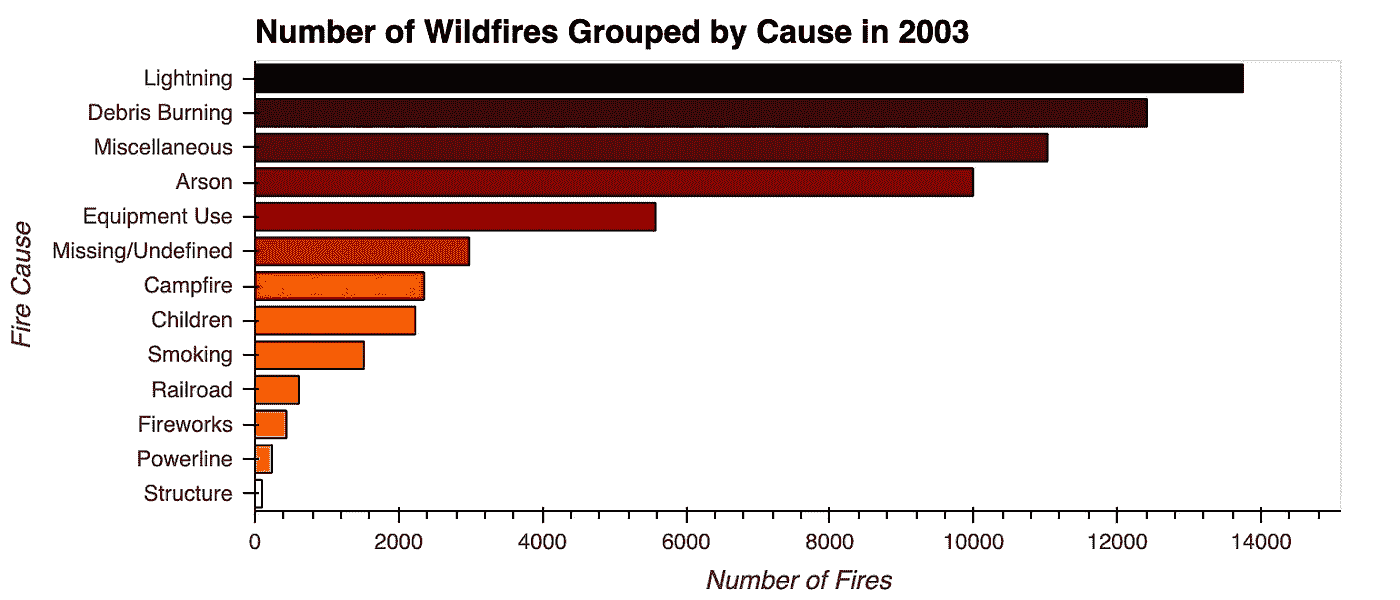 Number of Wildfires Grouped by Cause in 2003
Fire Cause
Lightning
Debris Burning
Miscellaneous
Arson
Equipment Use
Missing/Undefined
Campfire
Children
Smoking
Railroad
Fireworks
Powerline
Structure
0 2000 4000 6000 8000 10000 12000 14000
Number of Fires